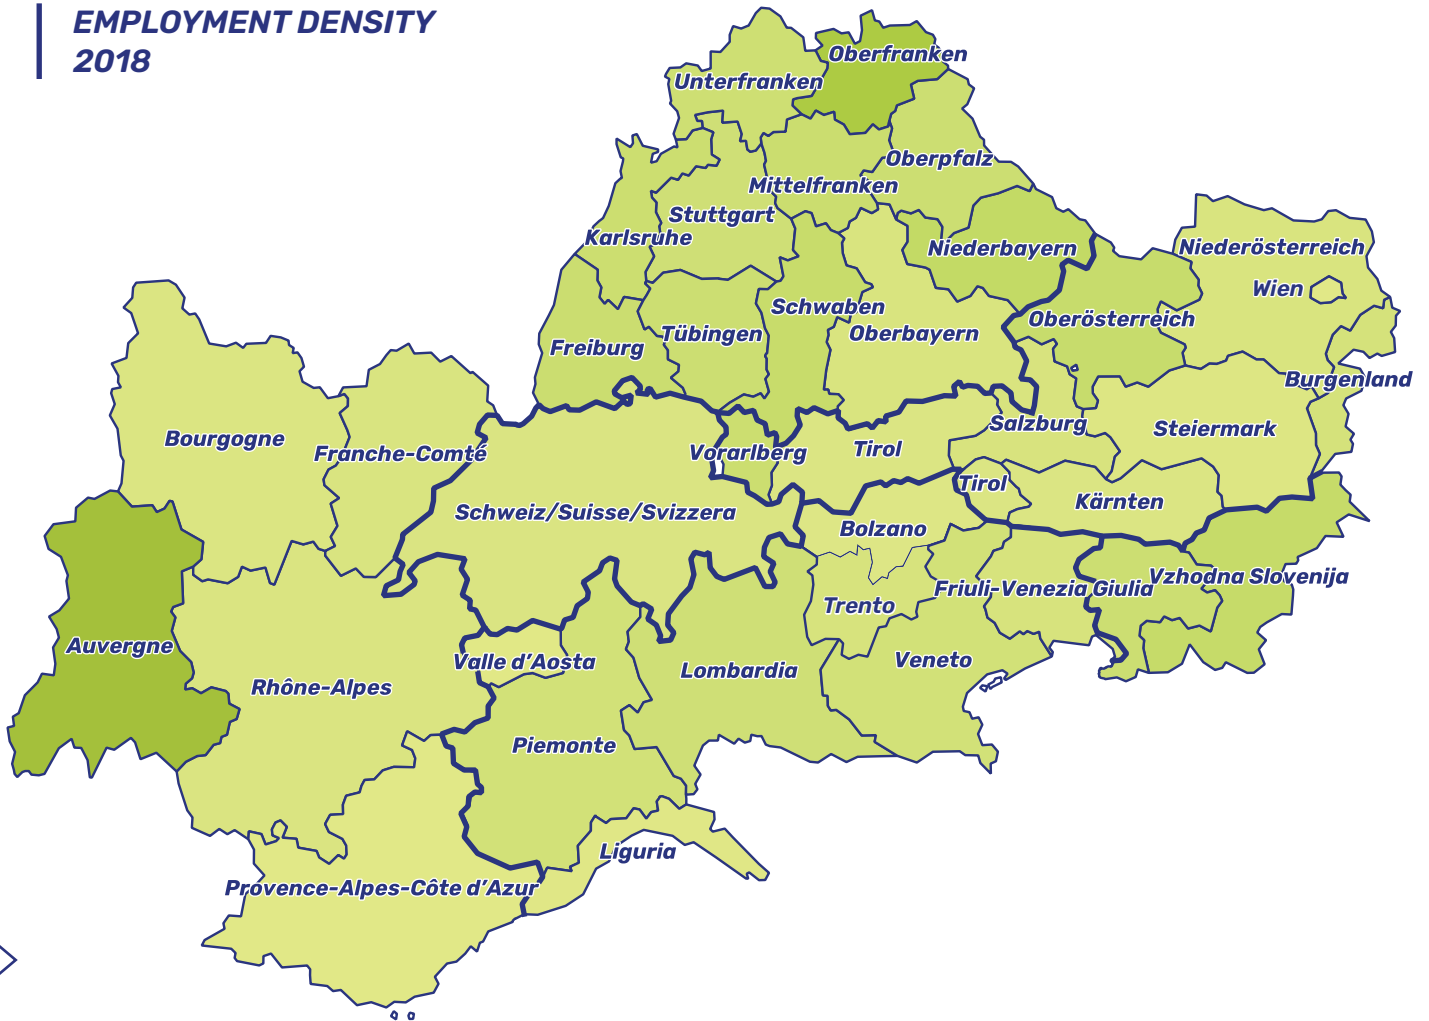 EMPLOYMENT DENSITY
2018
Oberfranken
Unterfranken
Oberpfalz
Mittelfranken
Stuttgart
Karlsruhe
Niederbayern
Niederösterreich
Wien
Schwaben
Oberösterreich
Tübingen
Oberbayern
Freiburg
Burgenland
Salzburg
Steiermark
Bourgogne
Franche-Comté
Vorarlberg
Tirol
Tirol
Kärnten
Schweiz/Suisse/Svizzera
Bolzano
Vzhodna Slovenija
Friuli-Venezia Giulia
Trento
Auvergne
Valle d'Aosta
Veneto
Lombardia
Rhône-Alpes
Piemonte
Liguria
Provence-Alpes-Côte d'Azur